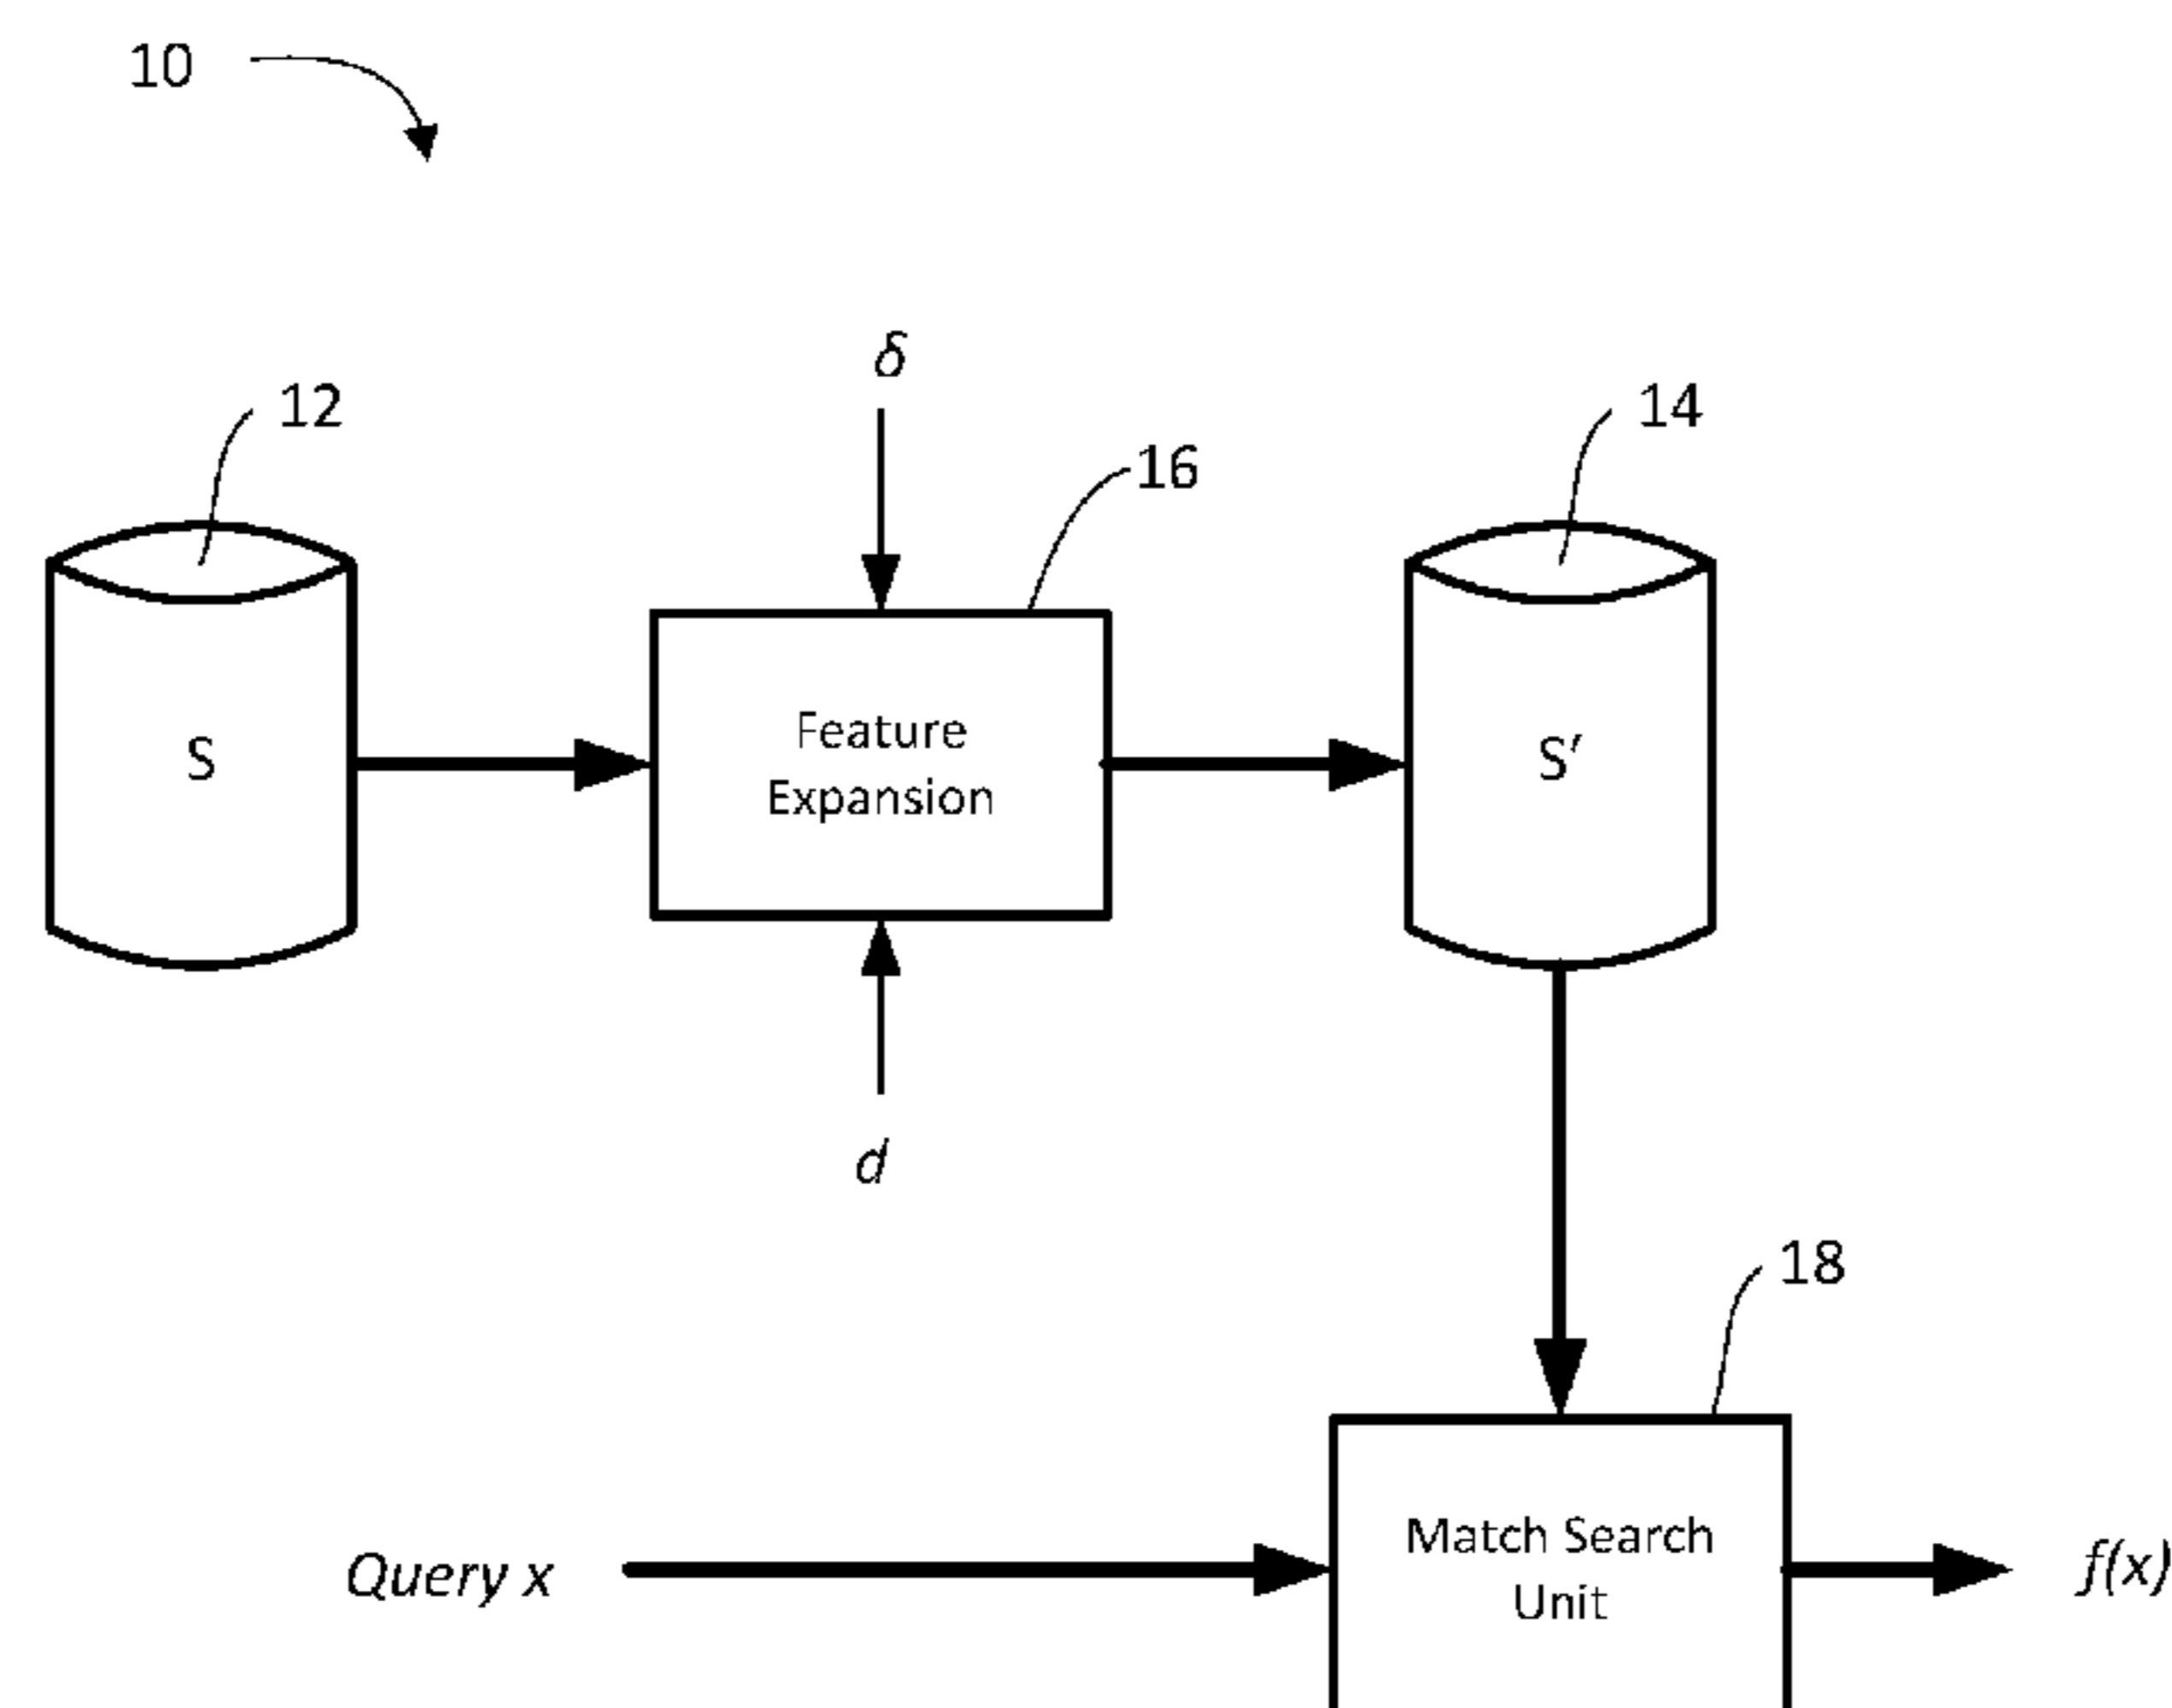 10
δ
12
14
16
Feature
Expansion
S
S'
d
18
Match Search
Unit
Query x
f(x)